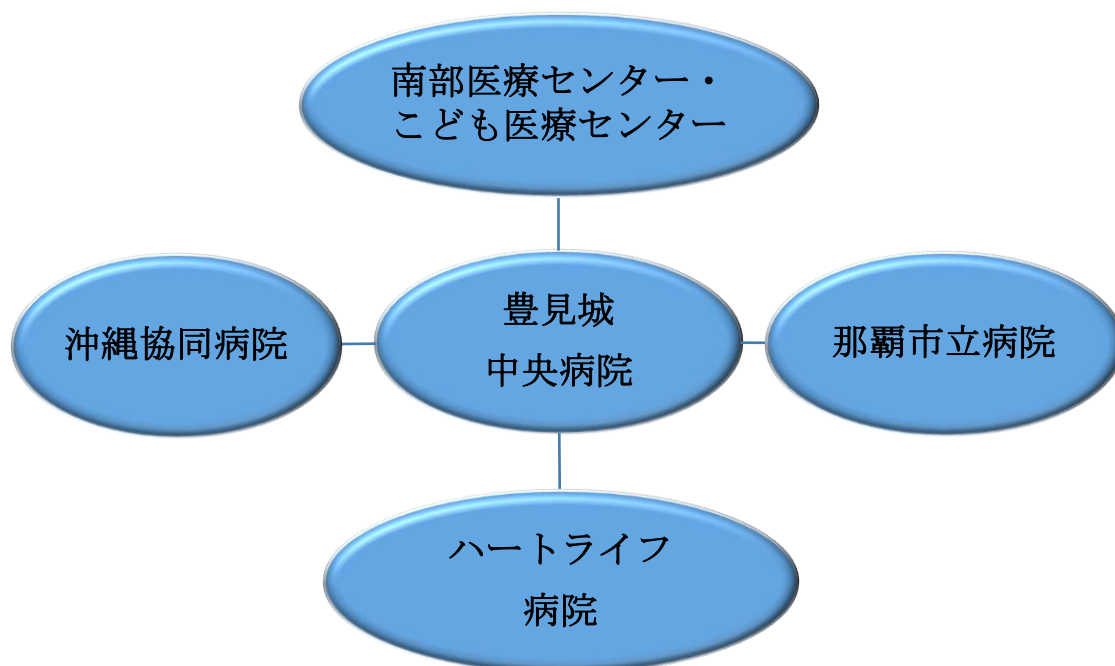 南部医療センター・
こども医療センター
沖縄協同病院
豊見城
中央病院
那覇市立病院
ハートライフ
病院